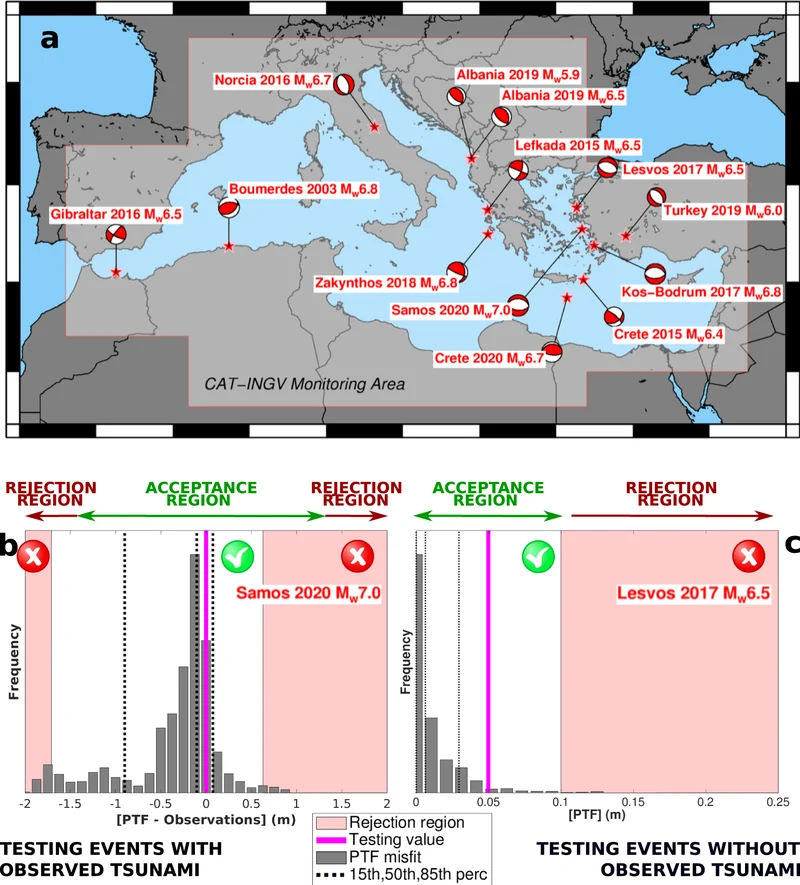 a
Norcia 2016 Mw6.7
Albania 2019 Mw5.9
Albania 2019 Mw6.5
Lefkada 2015 Mw6.5
Lesvos 2017 Mw6.5
Boumerdes 2003 Mw6.8
Turkey 2019 Mw6.0
Gibraltar 2016 Mw6.5
Zakynthos 2018 Mw6.8
Kos−Bodrum 2017 Mw6.8
Samos 2020 Mw7.0
Crete 2015 Mw6.4
Crete 2020 Mw6.7
CAT−INGV Monitoring Area
REJECTION
REGION
ACCEPTANCE
REGION
REJECTION
REGION
ACCEPTANCE
REGION
REJECTION
REGION
b
c
Samos 2020 Mw7.0
Lesvos 2017 Mw6.5
Frequency
Frequency
-2 -1.5 -1 -0.5 0 0.5 1 1.5 2
0 0.05 0.1 0.15 0.2 0.25
[PTF - Observations] (m)
[PTF] (m)
Rejection region
Testing value
PTF misfit
15th,50th,85th perc
TESTING EVENTS WITH
OBSERVED TSUNAMI
TESTING EVENTS WITHOUT
OBSERVED TSUNAMI